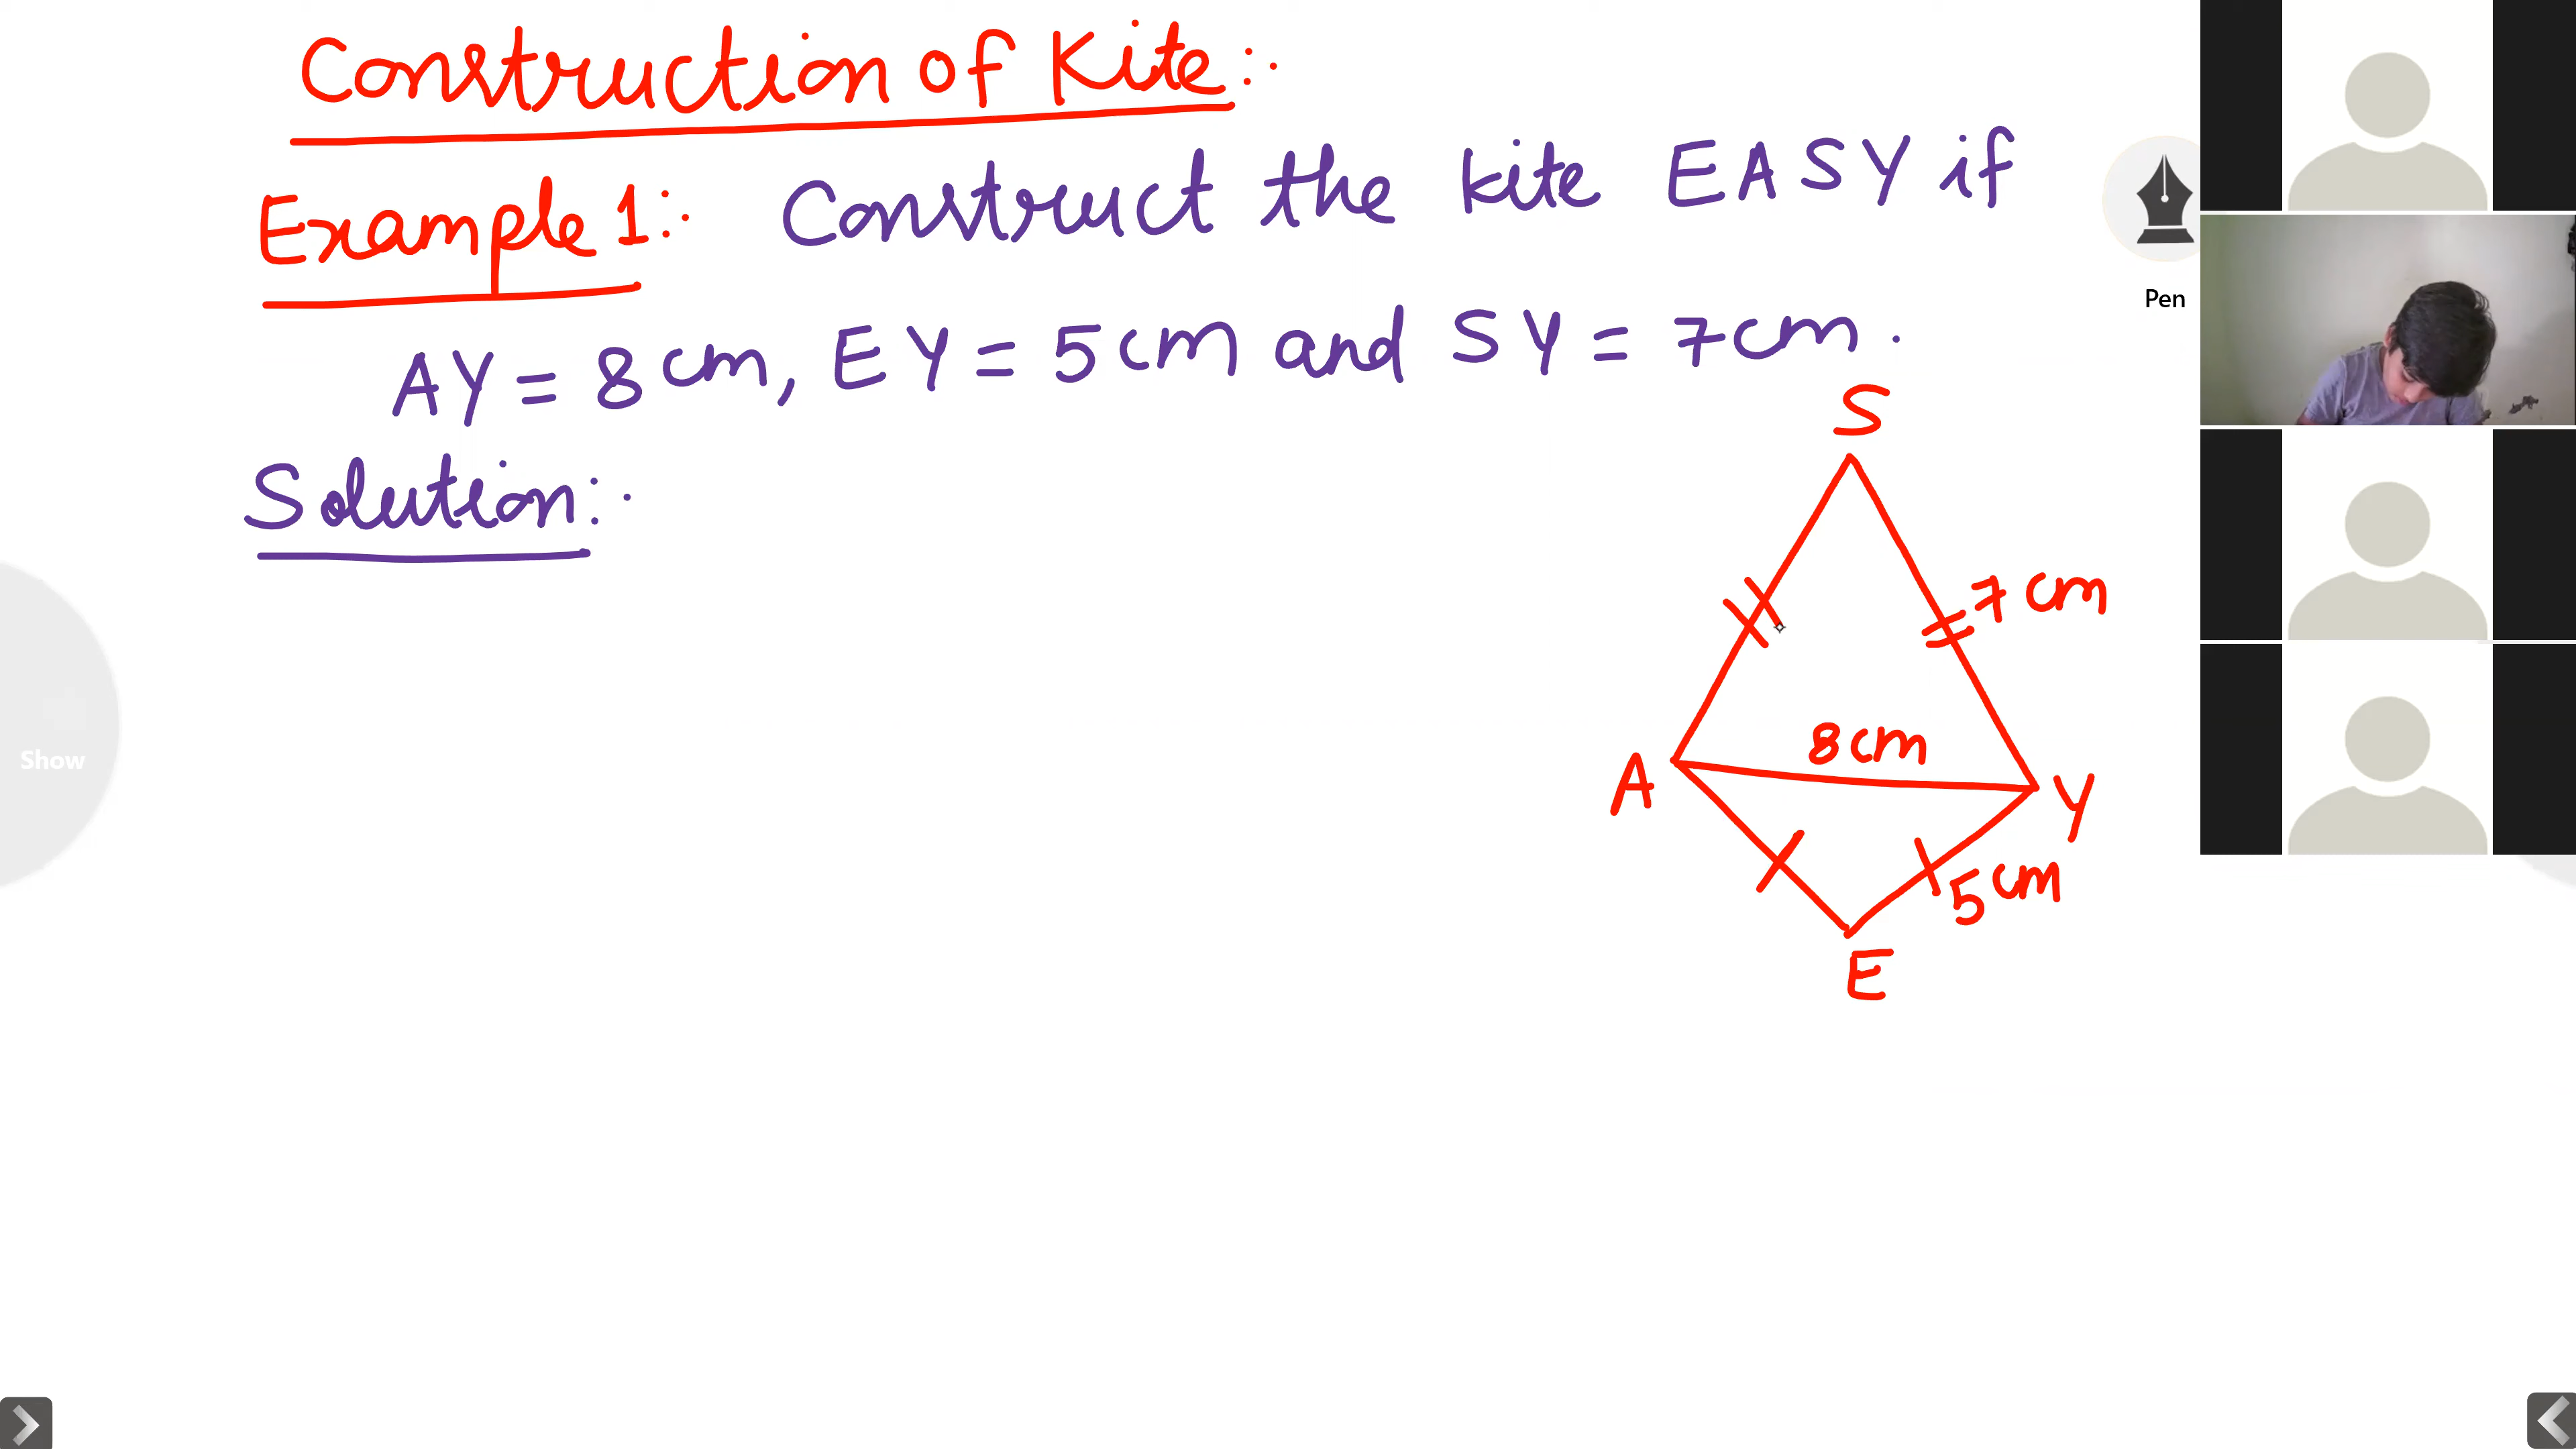 Construction of Kite:-
Example 1:- Construct the kite EASY if
Pen
AY = 8 cm, EY = 5 cm and SY = 7 cm.
S
Solution:-
7 cm
8 cm
Show
A
Y
5 cm
E